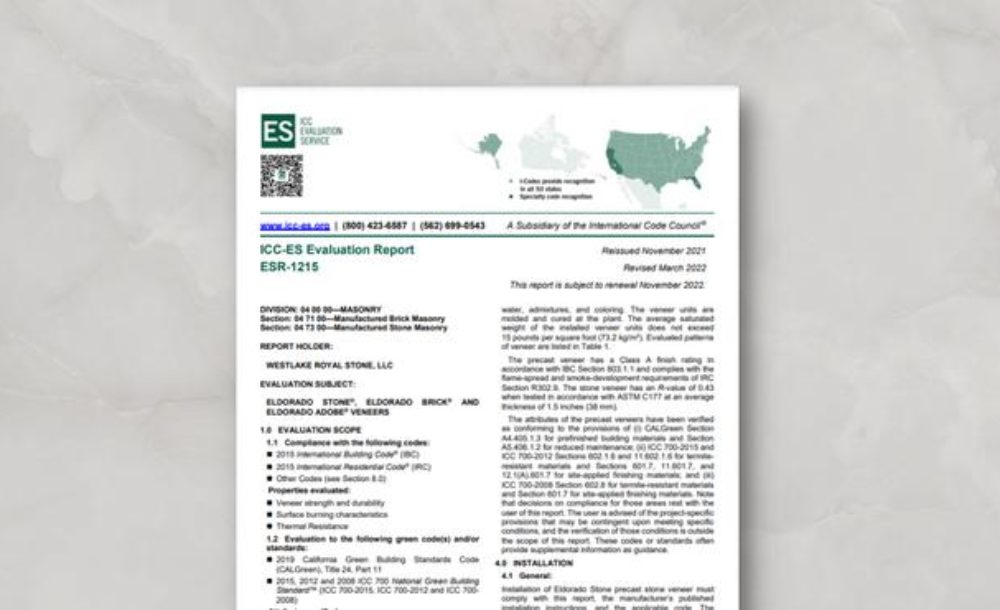 ES ICC
EVALUATION
SERVICE
I-Codes provide recognition
in all 50 states
Specialty code recognition
www.icc-es.org | (800) 423-6587 | (562) 699-0543 A Subsidiary of the International Code Council®
ICC-ES Evaluation Report
ESR-1215
Reissued November 2021
Revised March 2022
This report is subject to renewal November 2022.
DIVISION: 04 00 00—MASONRY
Section: 04 71 00—Manufactured Brick Masonry
Section: 04 73 00—Manufactured Stone Masonry
REPORT HOLDER:
WESTLAKE ROYAL STONE, LLC
EVALUATION SUBJECT:
ELDORADO STONE®, ELDORADO BRICK® AND
ELDORADO ADOBE® VENEERS
1.0 EVALUATION SCOPE
1.1 Compliance with the following codes:
■ 2015 International Building Code® (IBC)
■ 2015 International Residential Code® (IRC)
■ Other Codes (see Section 8.0)
Properties evaluated:
■ Veneer strength and durability
■ Surface burning characteristics
■ Thermal Resistance
1.2 Evaluation to the following green code(s) and/or
standards:
■ 2019 California Green Building Standards Code
(CALGreen), Title 24, Part 11
■ 2015, 2012 and 2008 ICC 700 National Green Building
Standard™ (ICC 700-2015, ICC 700-2012 and ICC 700-
2008)
water, admixtures, and coloring. The veneer units are
molded and cured at the plant. The average saturated
weight of the installed veneer units does not exceed
15 pounds per square foot (73.2 kg/m²). Evaluated patterns
of veneer are listed in Table 1.
The precast veneer has a Class A finish rating in
accordance with IBC Section 803.1.1 and complies with the
flame-spread and smoke-development requirements of IRC
Section R302.9. The stone veneer has an R-value of 0.43
when tested in accordance with ASTM C177 at an average
thickness of 1.5 inches (38 mm).
The attributes of the precast veneers have been verified
as conforming to the provisions of (i) CALGreen Section
A4.405.1.3 for prefinished building materials and Section
A5.406.1.2 for reduced maintenance; (ii) ICC 700-2015 and
ICC 700-2012 Sections 602.1.6 and 11.602.1.6 for termite-
resistant materials and Sections 601.7, 11.601.7, and
12.1(A).601.7 for site-applied finishing materials; and (iii)
ICC 700-2008 Section 602.8 for termite-resistant materials
and Section 601.7 for site-applied finishing materials. Note
that decisions on compliance for those areas rest with the
user of this report. The user is advised of the project-specific
provisions that may be contingent upon meeting specific
conditions, and the verification of those conditions is outside
the scope of this report. These codes or standards often
provide supplemental information as guidance.
4.0 INSTALLATION
4.1 General:
Installation of Eldorado Stone precast stone veneer must
comply with this report, the manufacturer's published
installation instructions, and the applicable code. The